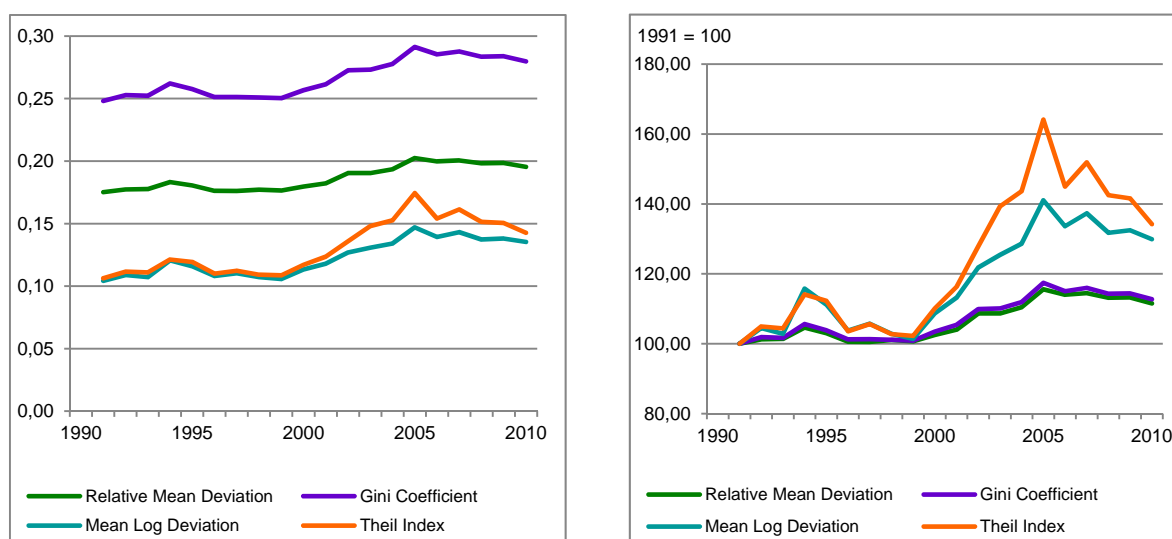 0,30
0,25
0,20
0,15
0,10
0,05
0,00
1990 1995 2000 2005 2010
Relative Mean Deviation Gini Coefficient
Mean Log Deviation Theil Index
1991 = 100
180,00
160,00
140,00
120,00
100,00
80,00
1990 1995 2000 2005 2010
Relative Mean Deviation Gini Coefficient
Mean Log Deviation Theil Index